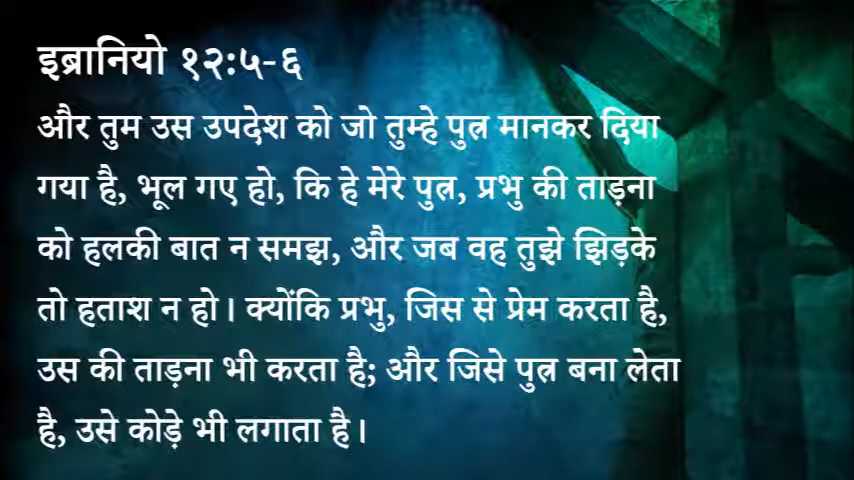 इब्रानियो १२:५-६
और तुम उस उपदेश को जो तुम्हे पुत्र मानकर दिया
गया है, भूल गए हो, कि हे मेरे पुत्र, प्रभु की ताड़ना
को हलकी बात न समझ, और जब वह तुझे झिड़के
तो हताश न हो। क्योंकि प्रभु, जिस से प्रेम करता है,
उस की ताड़ना भी करता है; और जिसे पुत्र बना लेता
है, उसे कोड़े भी लगाता है।